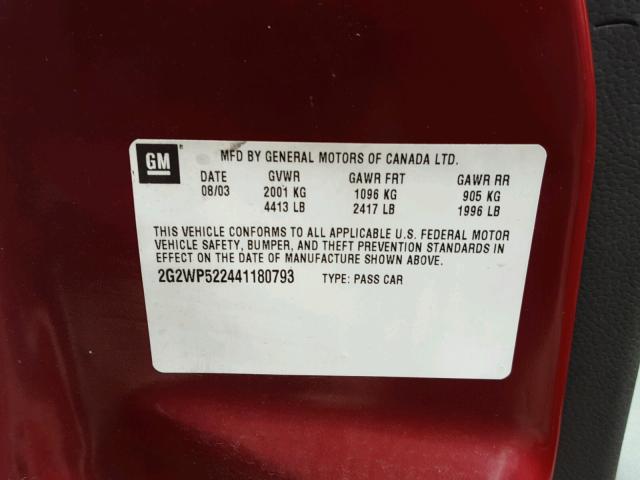 GM
MFD BY GENERAL MOTORS OF CANADA LTD.
DATE GVWR GAWR FRT GAWR RR
08/03 2001 KG 1096 KG 905 KG
4413 LB 2417 LB 1996 LB
THIS VEHICLE CONFORMS TO ALL APPLICABLE U.S. FEDERAL MOTOR
VEHICLE SAFETY, BUMPER, AND THEFT PREVENTION STANDARDS IN
EFFECT ON THE DATE OF MANUFACTURE SHOWN ABOVE.
2G2WP522441180793 TYPE: PASS CAR